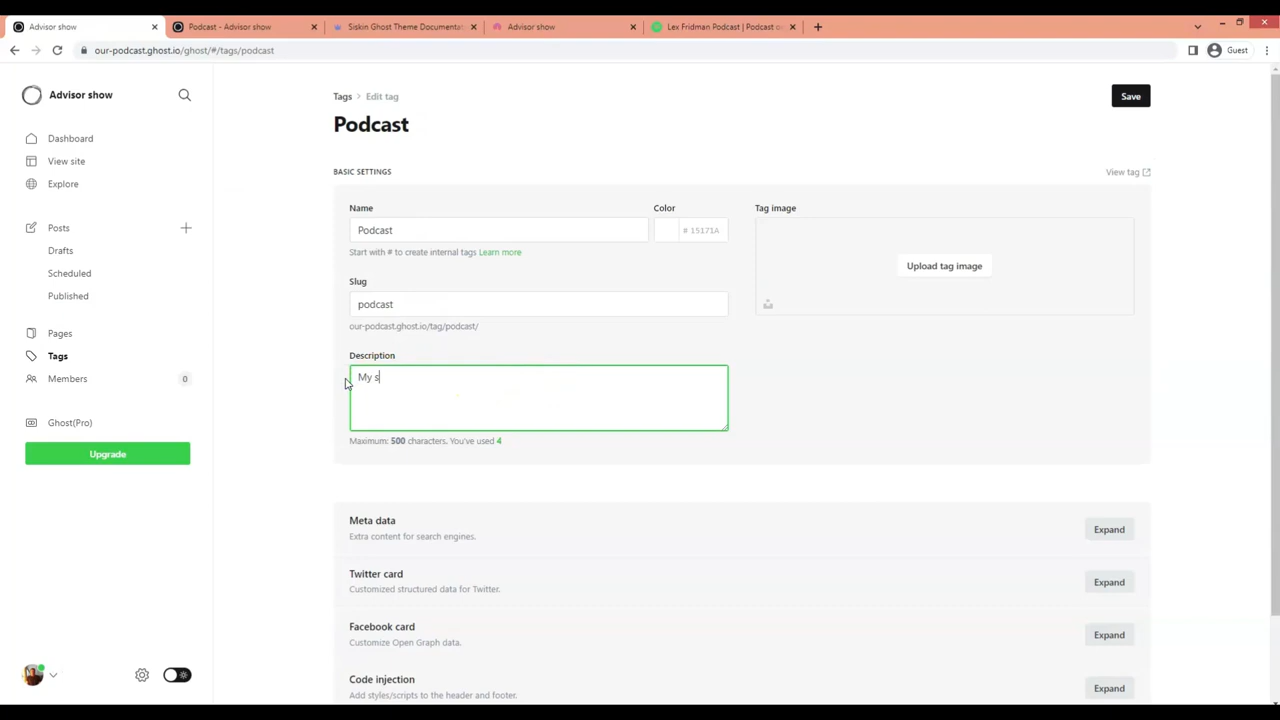 Advisor show
Podcast - Advisor show
Siskin Ghost Theme Documenta
Advisor show
Lex Fridman Podcast | Podcast o
our-podcast.ghost.io/ghost/#/tags/podcast
Guest
Advisor show
Dashboard
View site
Explore
Posts
Drafts
Scheduled
Published
Pages
Tags
Members 0
Ghost(Pro)
Upgrade
Tags > Edit tag
Save
Podcast
BASIC SETTINGS
View tag
Name
Color
Tag image
Podcast
# 15171A
Start with # to create internal tags Learn more
Upload tag image
Slug
podcast
our-podcast.ghost.io/tag/podcast/
Description
My s
Maximum: 500 characters. You've used 4
Meta data
Extra content for search engines.
Expand
Twitter card
Customized structured data for Twitter.
Expand
Facebook card
Customize Open Graph data.
Expand
Code injection
Add styles/scripts to the header and footer.
Expand